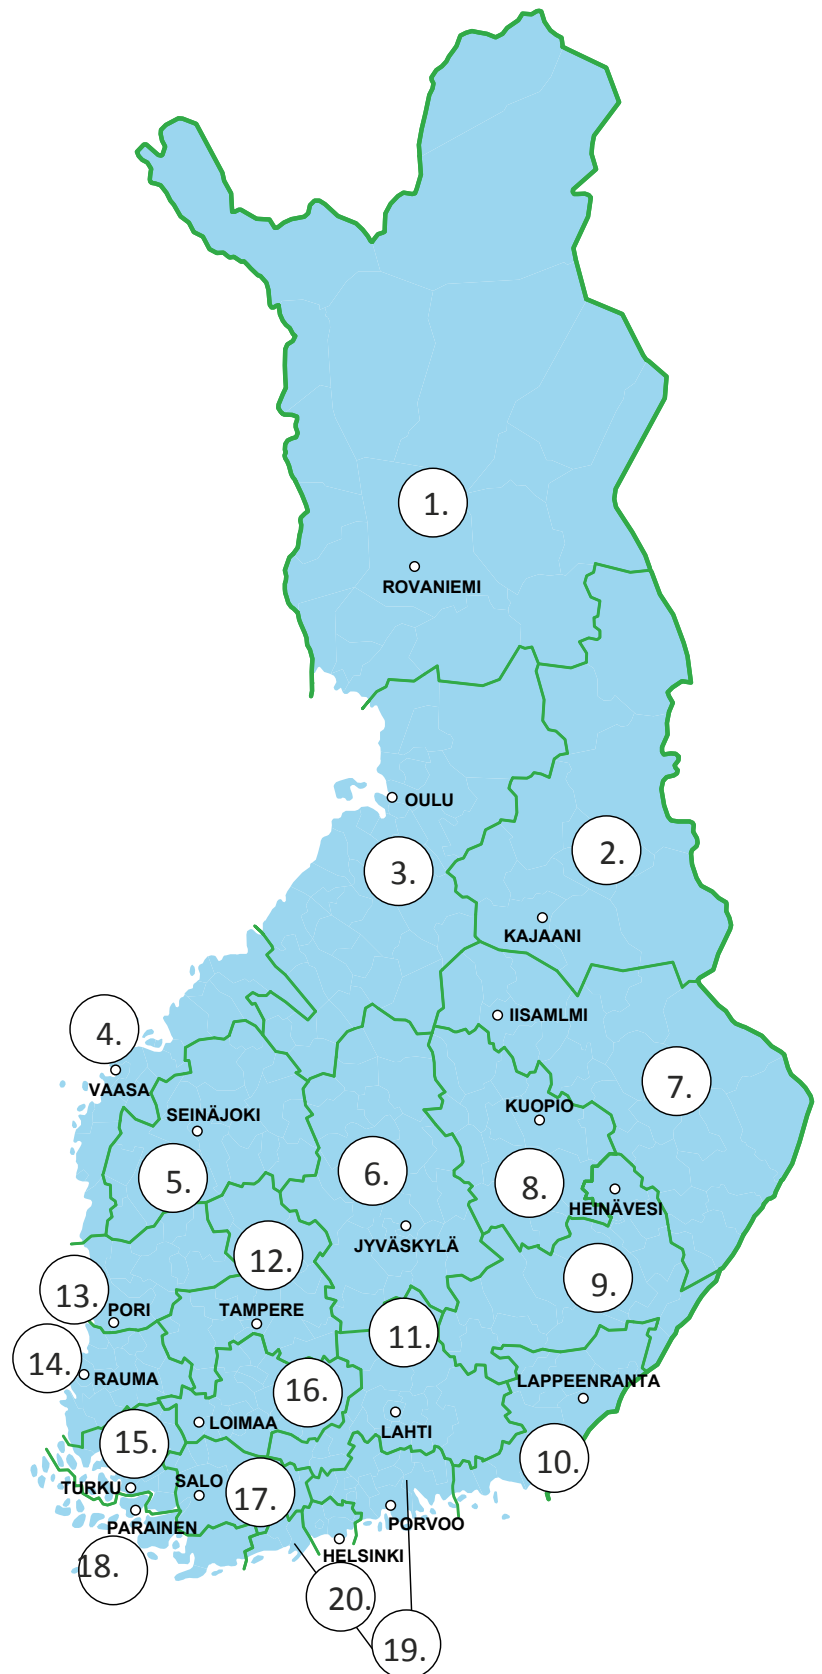 1.
ROVANIEMI
OULU
2.
3.
KAJAANI
IISAMLMI
4.
VAASA
7.
KUOPIO
SEINÄJOKI
6.
5.
8.
HEINÄVESI
JYVÄSKYLÄ
12.
9.
13.
PORI
TAMPERE
11.
14.
RAUMA
LAPPEENRANTA
16.
LOIMAA
LAHTI
15.
10.
TURKU
SALO
17.
PARAINEN
PORVOO
HELSINKI
18.
20.
19.